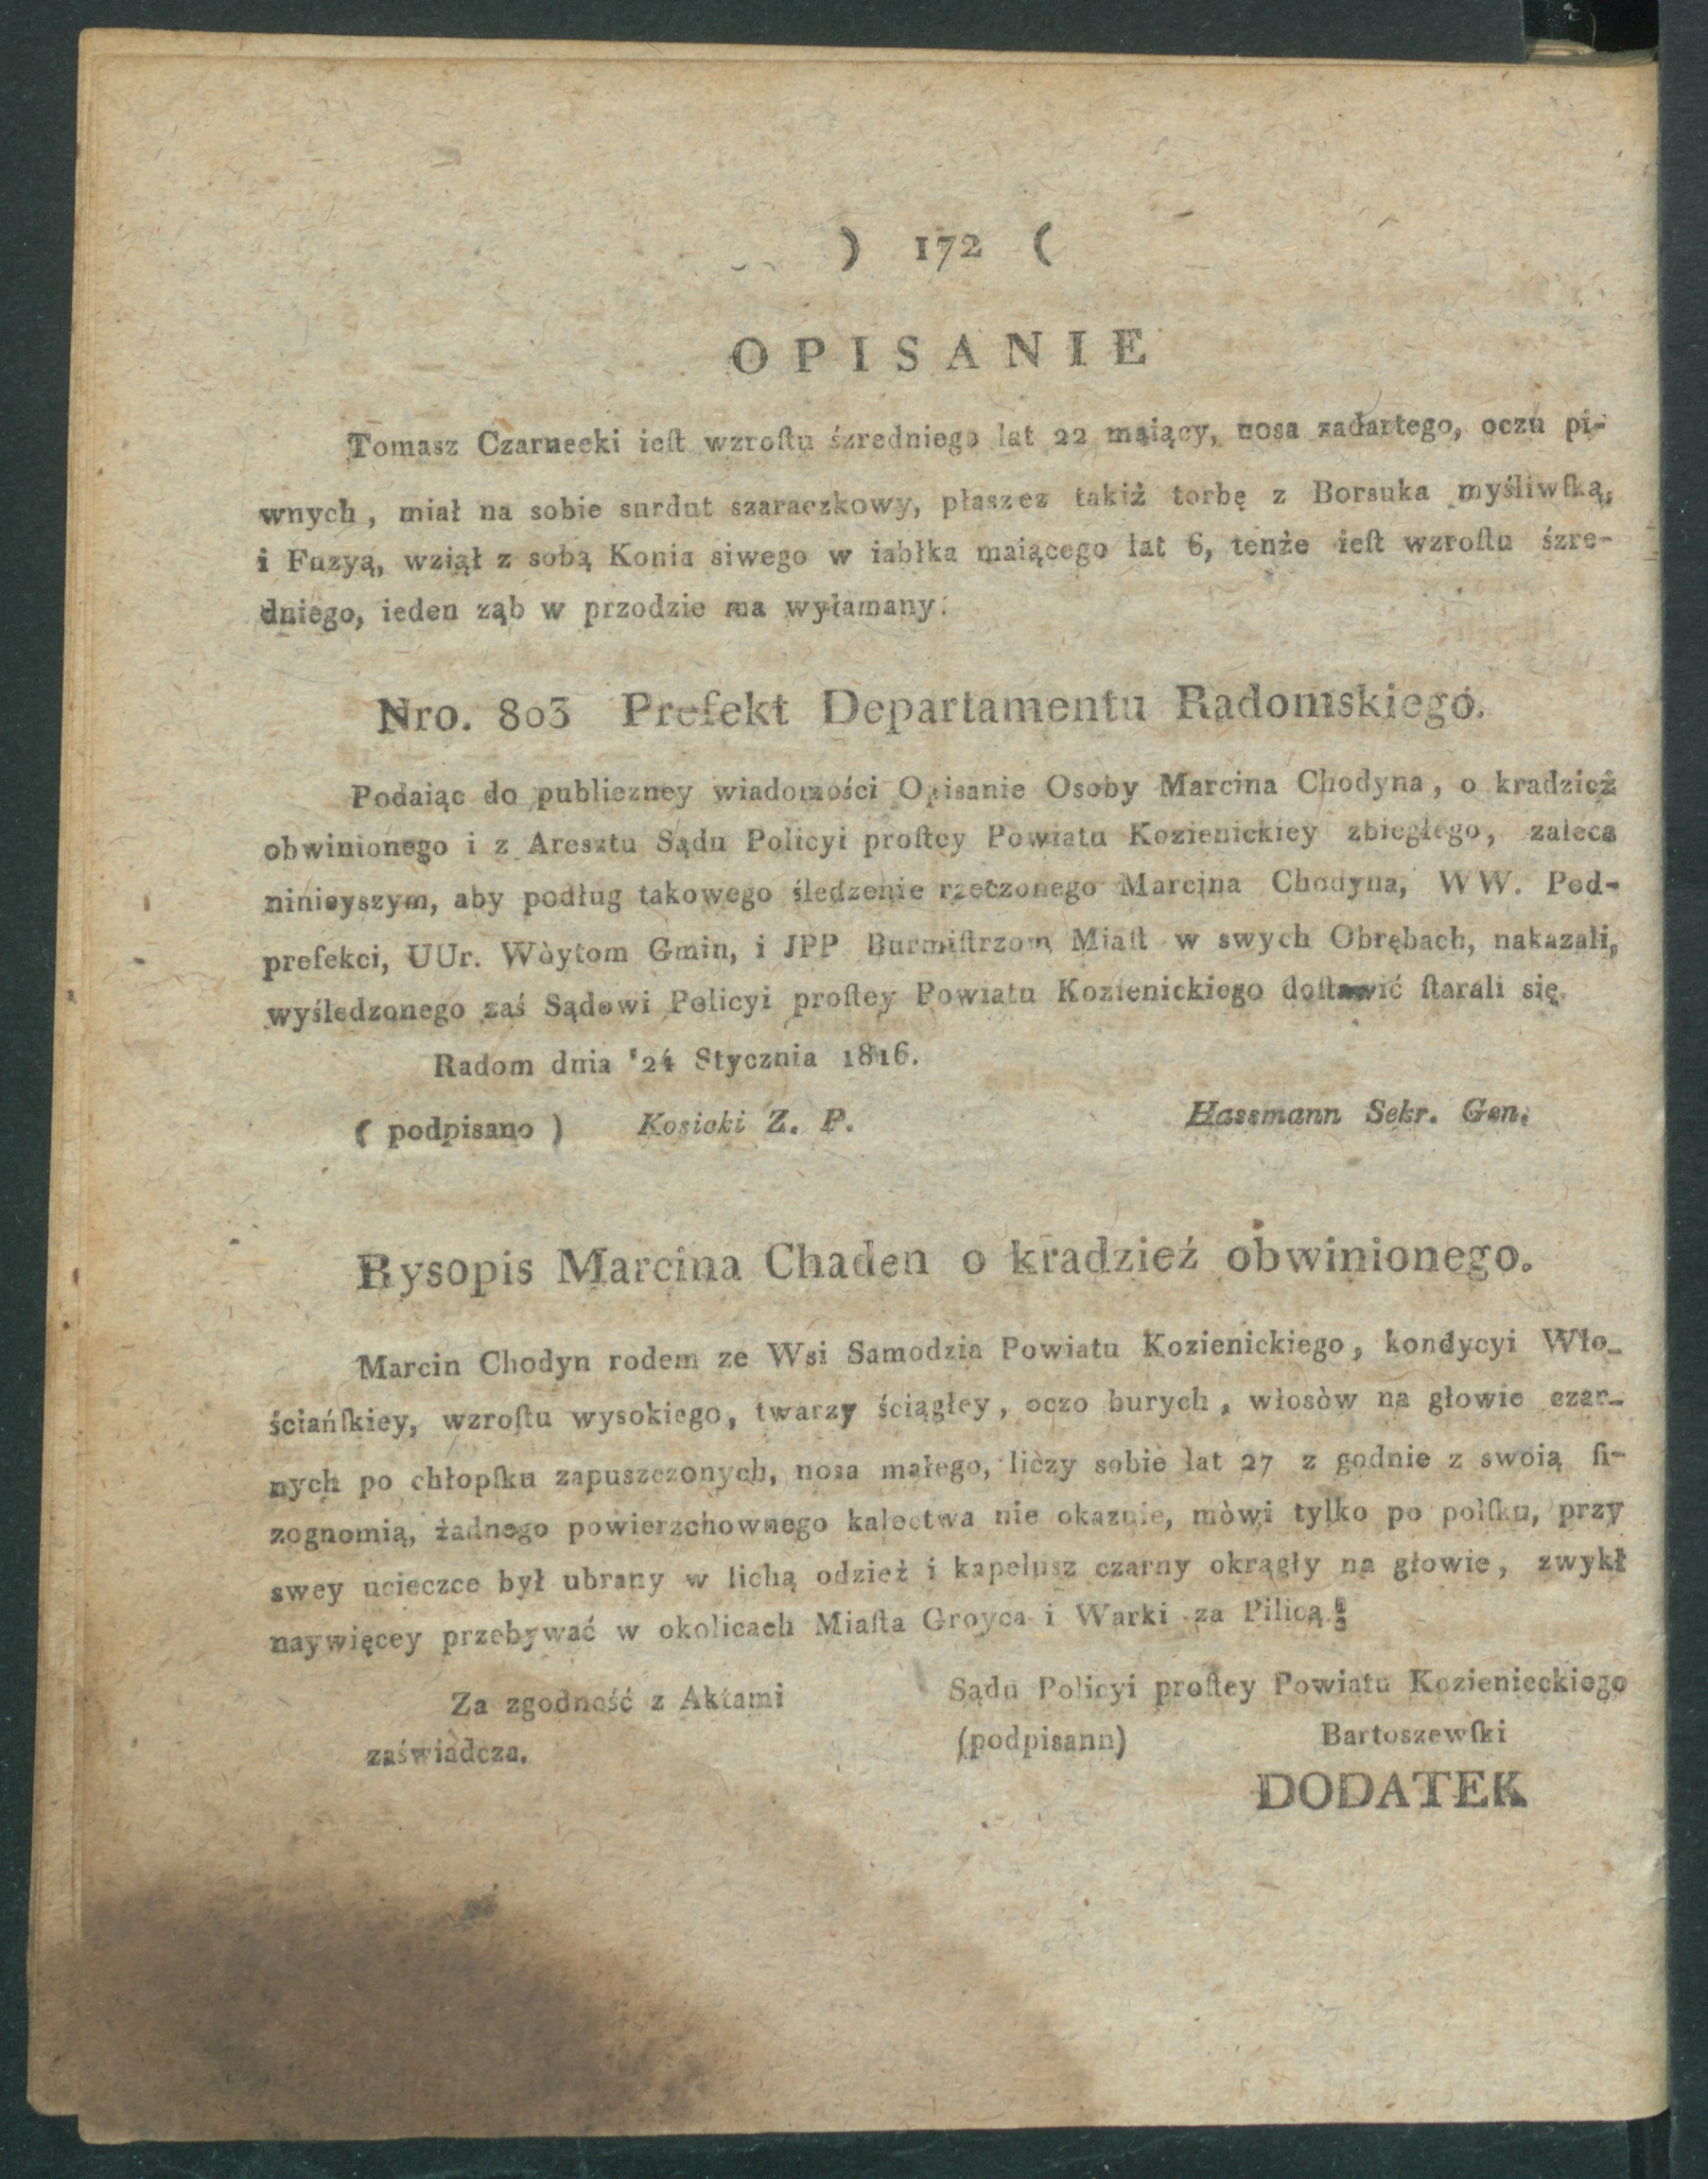 ) 172 (
OPISANIE
Tomasz Czarnecki ieſt wzroſtu śzredniego lat 22 maiący, nosa zadartego, oczu pi-
wnych, miał na sobie surdut szaraczkowy, płaszcz takiż torbę z Borsuka myśliwſką,
i Fuzyą, wziął z sobą Konia siwego w iabłka maiącego lat 6, tenże ieſt wzroſtu śzre-
dniego, ieden ząb w przodzie ma wyłamany.
Nro. 803 Prefekt Departamentu Radomskiego.
Podaiąc do publiczney wiadomości Opisanie Osoby Marcina Chodyna, o kradzież
obwinionego i z Aresztu Sądu Policyi proſtey Powiatu Kozienickiey zbiegłego, zaleca
ninieyszym, aby podług takowego śledzenie rzeczonego Marcina Chodyna, WW. Pod-
prefekci, UUr. Wòytom Gmin, i JPP Burmiſtrzom Miaſt w swych Obrębach, nakazali,
wyśledzonego zaś Sądowi Policyi proſtey Powiatu Kozienickiego doſtawić ſtarali się.
Radom dnia 24 Stycznia 1816.
( podpisano ) Kosicki Z. P. Hassmann Sekr. Gen.
Rysopis Marcina Chaden o kradzieź obwinionego.
Marcin Chodyn rodem ze Wsi Samodzia Powiatu Kozienickiego, kondycyi Wło-
ściańſkiey, wzroſtu wysokiego, twarzy ściągłey, oczo burych, włosòw na głowie czar-
nych po chłopſku zapuszczonych, nosa małego, liczy sobie lat 27 z godnie z swoią fi-
zognomią, żadnego powierzchownego kalectwa nie okazuie, mòwi tylko po polſku, przy
swey ucieczce był ubrany w lichą odzież i kapelusz czarny okrągły na głowie, zwykł
naywięcey przebywać w okolicach Miaſta Groyca i Warki za Pilicą
Za zgodność z Aktami Sądu Policyi proſtey Powiatu Kozienieckiego
zaświadcza. (podpisann) Bartoszewſki
DODATEK